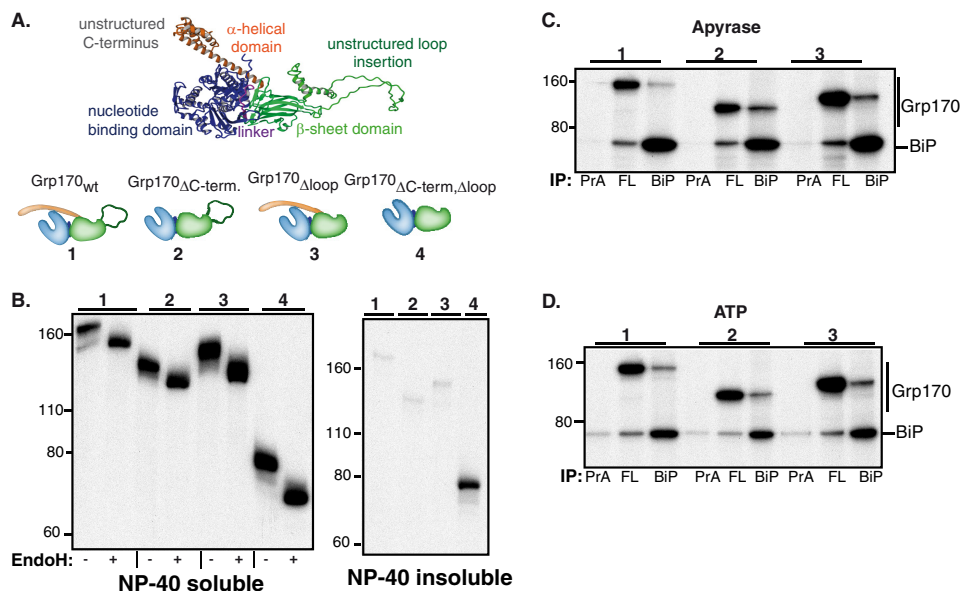 A.
unstructured
C-terminus
α-helical
domain
unstructured loop
insertion
nucleotide
binding domain
linker
β-sheet domain
Grp170wt
Grp170ΔC-term.
Grp170Δloop
Grp170ΔC-term,Δloop
1
2
3
4
B.
1
2
3
4
160
110
80
60
EndoH:
- + - + - + - +
NP-40 soluble
1
2
3
4
160
110
80
60
NP-40 insoluble
C.
Apyrase
1
2
3
160
80
Grp170
BiP
IP: PrA FL BiP PrA FL BiP PrA FL BiP
D.
ATP
1
2
3
160
80
Grp170
BiP
IP: PrA FL BiP PrA FL BiP PrA FL BiP